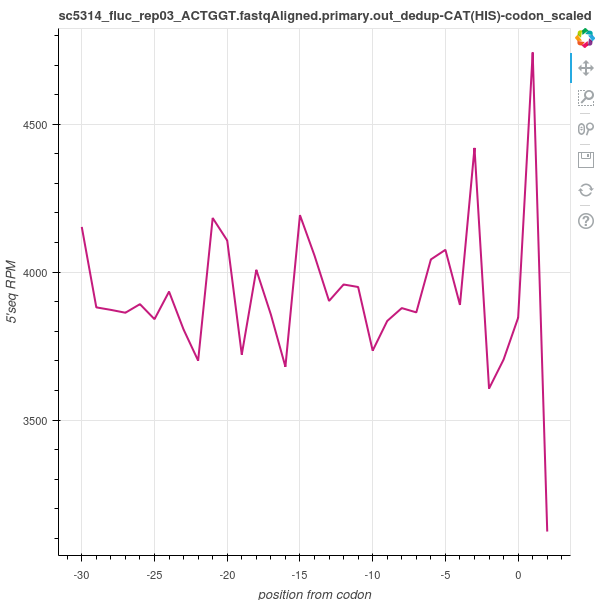 sc5314_fluc_rep03_ACTGGT.fastqAligned.primary.out_dedup-CAT(HIS)-codon_scaled
4500
4000
3500
5'seq RPM
-30 -25 -20 -15 -10 -5 0
position from codon